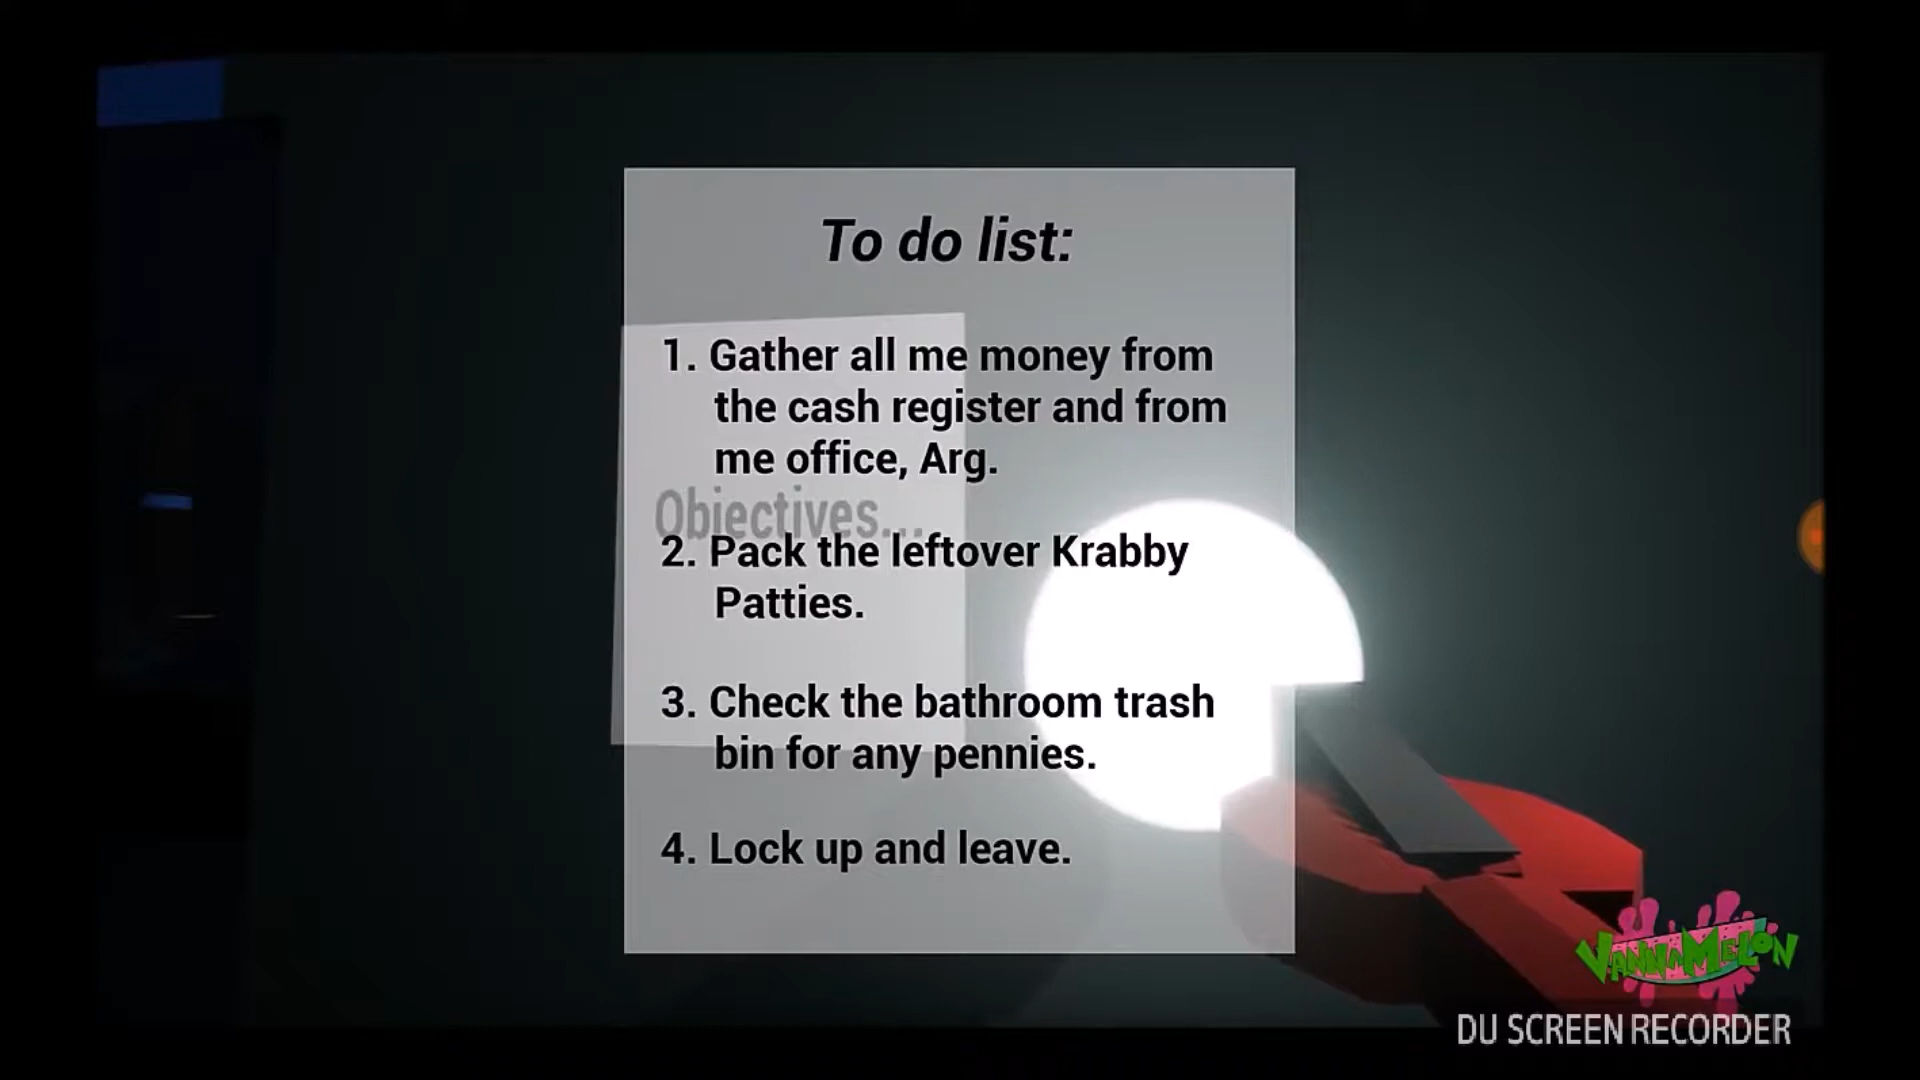 To do list:
1. Gather all me money from
the cash register and from
me office, Arg.
Objectives...
2. Pack the leftover Krabby
Patties.
3. Check the bathroom trash
bin for any pennies.
4. Lock up and leave.
VANNAMELON
DU SCREEN RECORDER